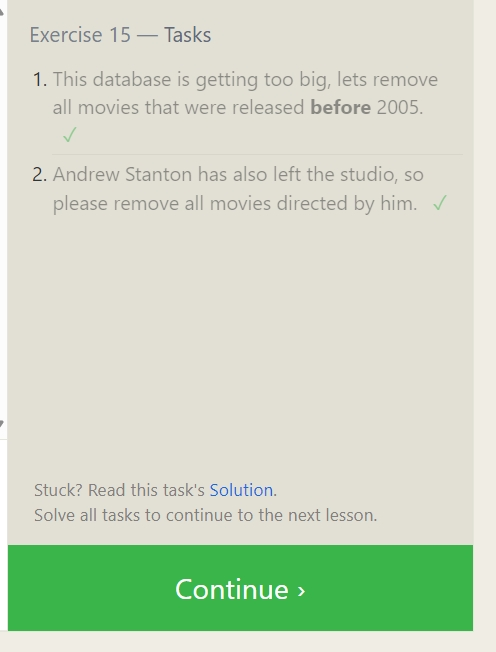 Exercise 15 — Tasks
1. This database is getting too big, lets remove
all movies that were released before 2005.
✓
2. Andrew Stanton has also left the studio, so
please remove all movies directed by him. ✓
Stuck? Read this task's Solution.
Solve all tasks to continue to the next lesson.
Continue ›